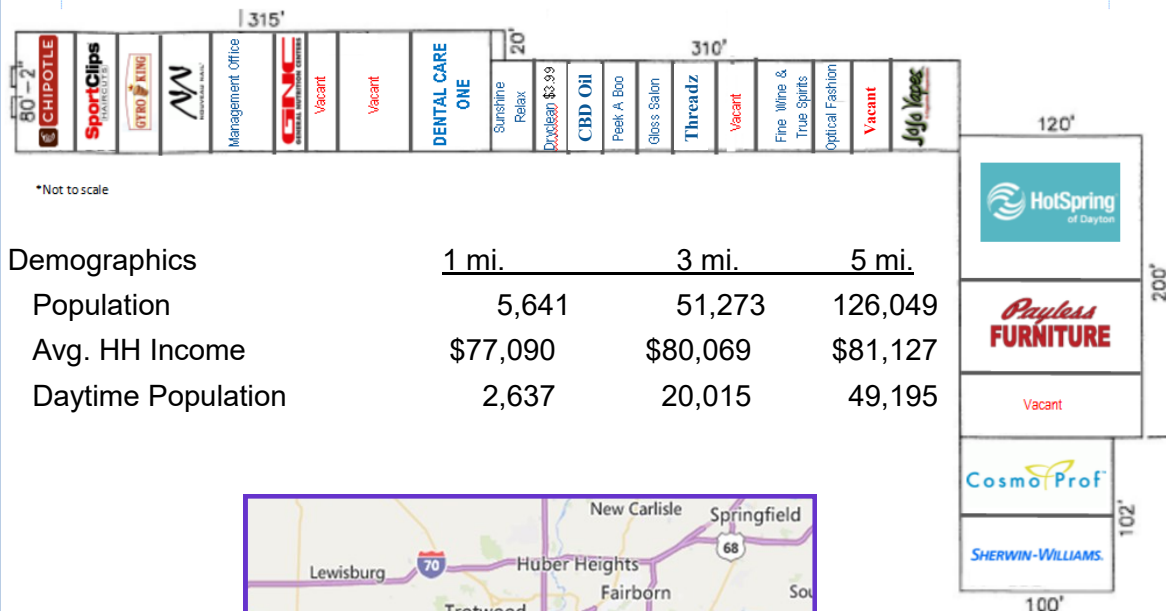 315'
80'-2"
CHIPOTLE
SportClips
HAIRCUTS
GYRO KING
NOUVEAU NAIL
Management Office
GNC
GENERAL NUTRITION CENTERS
Vacant
Vacant
DENTAL CARE
ONE
20'
310'
Sunshine
Relax
Dryclean $3.99
CBD Oil
Peek A Boo
Gloss Salon
Threadz
Vacant
Fine Wine &
True Spirits
Optical Fashion
Vacant
JoJo Vapes
120'
HotSpring
of Dayton
200'
Payless
FURNITURE
Vacant
CosmoProf
102'
SHERWIN-WILLIAMS.
100'
*Not to scale
Demographics 1 mi. 3 mi. 5 mi.
Population 5,641 51,273 126,049
Avg. HH Income $77,090 $80,069 $81,127
Daytime Population 2,637 20,015 49,195
New Carlisle
Springfield
68
70
Huber Heights
Lewisburg
Fairborn
Trotwood